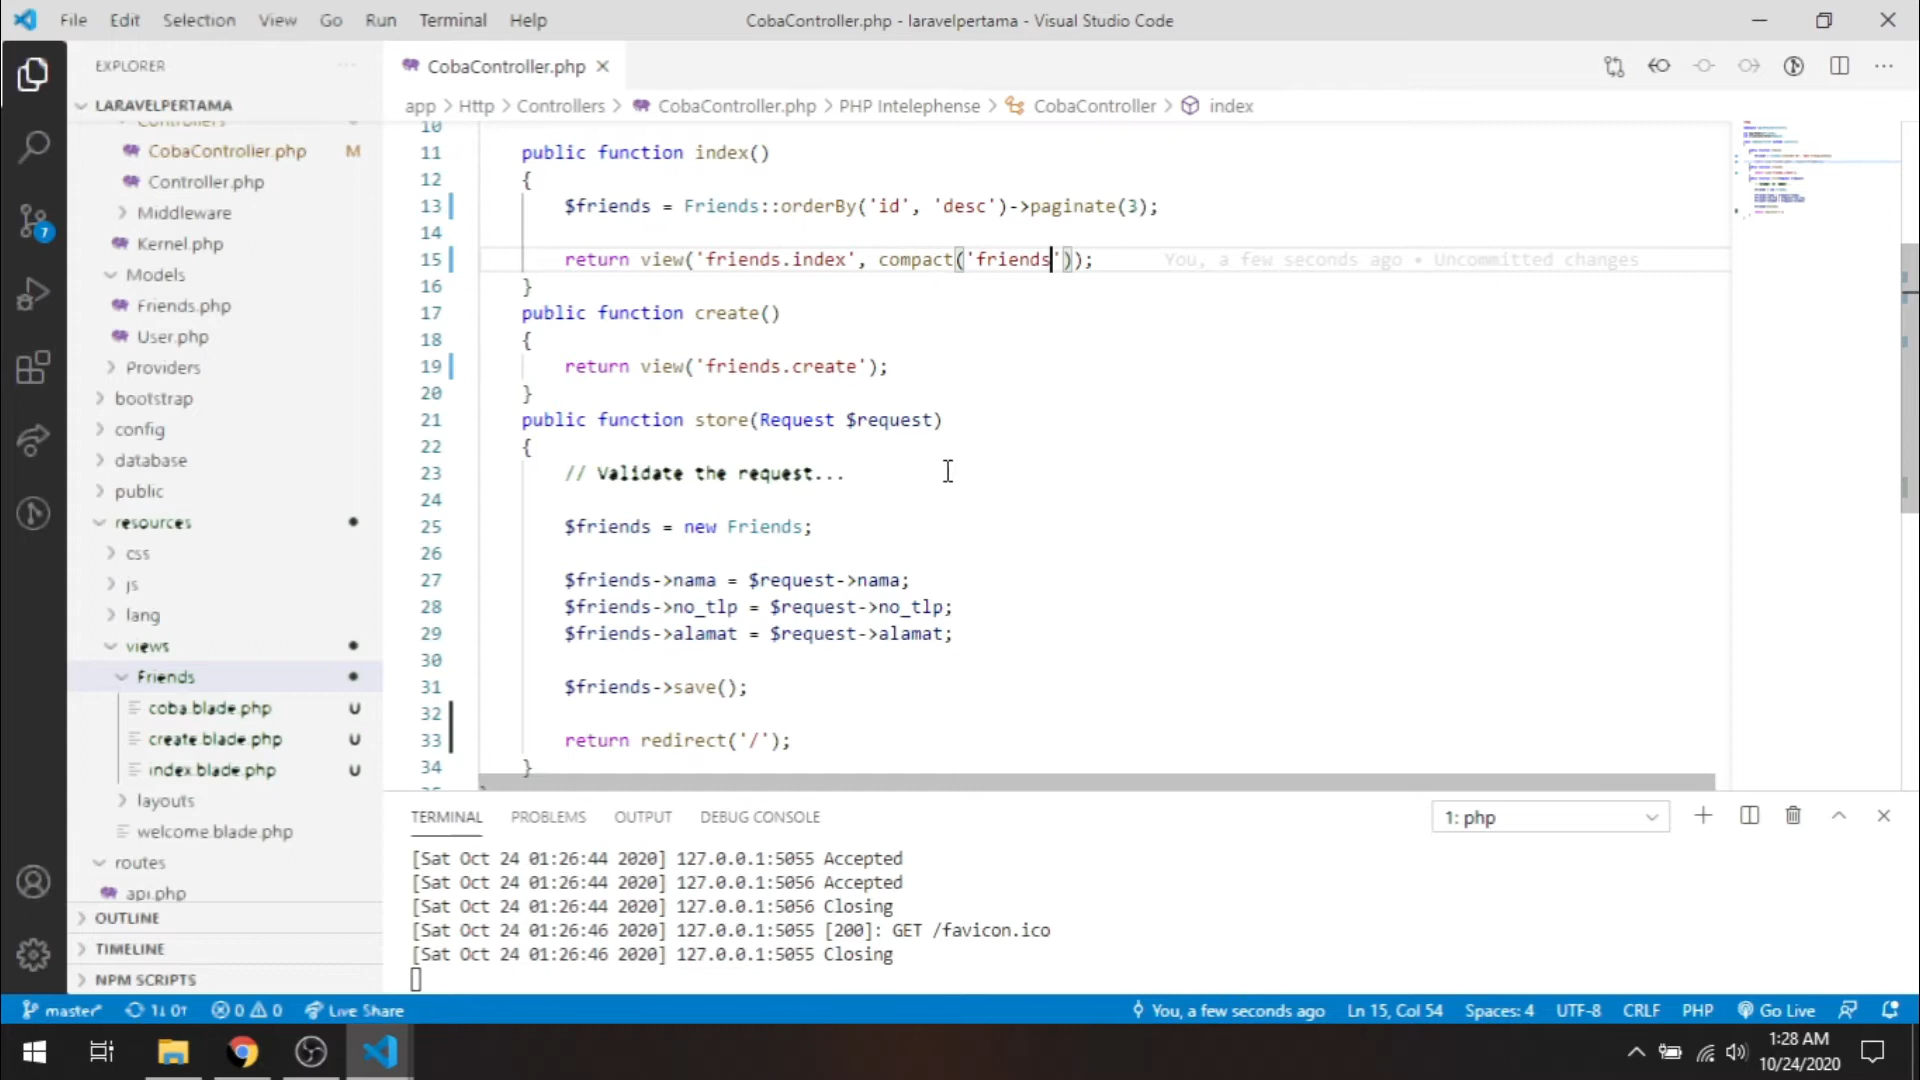 File Edit Selection View Go Run Terminal Help CobaController.php - laravelpertama - Visual Studio Code
EXPLORER
LARAVELPERTAMA
Controllers
CobaController.php M
Controller.php
Middleware
Kernel.php
Models
Friends.php
User.php
Providers
bootstrap
config
database
public
resources
css
js
lang
views
Friends
coba.blade.php U
create.blade.php U
index.blade.php U
layouts
welcome.blade.php
routes
api.php
OUTLINE
TIMELINE
NPM SCRIPTS
7
CobaController.php
app > Http > Controllers > CobaController.php > PHP Intelephense > CobaController > index
10
11 public function index()
12 {
13 $friends = Friends::orderBy('id', 'desc')->paginate(3);
14
15 return view('friends.index', compact('friends')); You, a few seconds ago • Uncommitted changes
16 }
17 public function create()
18 {
19 return view('friends.create');
20 }
21 public function store(Request $request)
22 {
23 // Validate the request...
24
25 $friends = new Friends;
26
27 $friends->nama = $request->nama;
28 $friends->no_tlp = $request->no_tlp;
29 $friends->alamat = $request->alamat;
30
31 $friends->save();
32
33 return redirect('/');
34 }
TERMINAL PROBLEMS OUTPUT DEBUG CONSOLE 1: php
[Sat Oct 24 01:26:44 2020] 127.0.0.1:5055 Accepted
[Sat Oct 24 01:26:44 2020] 127.0.0.1:5056 Accepted
[Sat Oct 24 01:26:44 2020] 127.0.0.1:5056 Closing
[Sat Oct 24 01:26:46 2020] 127.0.0.1:5055 [200]: GET /favicon.ico
[Sat Oct 24 01:26:46 2020] 127.0.0.1:5055 Closing
master* 1↓ 0↑ 0 0 Live Share You, a few seconds ago Ln 15, Col 54 Spaces: 4 UTF-8 CRLF PHP Go Live
1:28 AM
10/24/2020